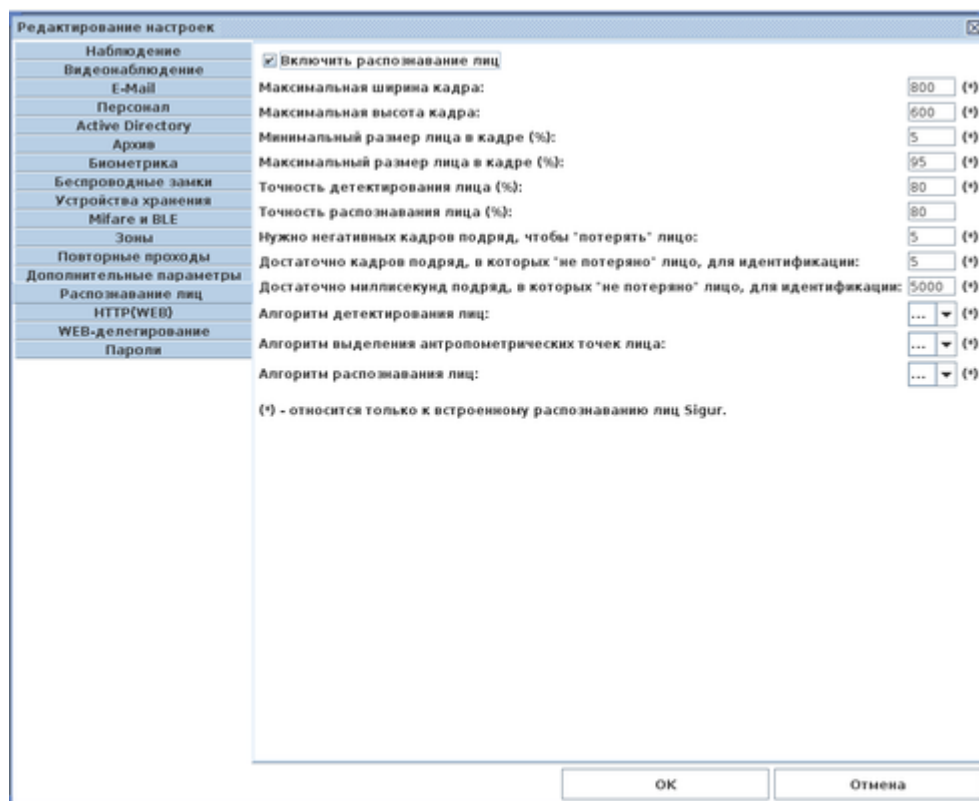 Редактирование настроек
Наблюдение
Видеонаблюдение
E-Mail
Персонал
Active Directory
Архив
Биометрика
Беспроводные замки
Устройства хранения
Mifare и BLE
Зоны
Повторные проходы
Дополнительные параметры
Распознавание лиц
HTTP(WEB)
WEB-делегирование
Пароли
Включить распознавание лиц
Максимальная ширина кадра: 800 (*)
Максимальная высота кадра: 600 (*)
Минимальный размер лица в кадре (%): 5 (*)
Максимальный размер лица в кадре (%): 95 (*)
Точность детектирования лица (%): 80 (*)
Точность распознавания лица (%): 80
Нужно негативных кадров подряд, чтобы "потерять" лицо: 5 (*)
Достаточно кадров подряд, в которых "не потеряно" лицо, для идентификации: 5 (*)
Достаточно миллисекунд подряд, в которых "не потеряно" лицо, для идентификации: 5000 (*)
Алгоритм детектирования лиц: ... (*)
Алгоритм выделения антропометрических точек лица: ... (*)
Алгоритм распознавания лиц: ... (*)
(*) - относится только к встроенному распознаванию лиц Sigur.
OK
Отмена